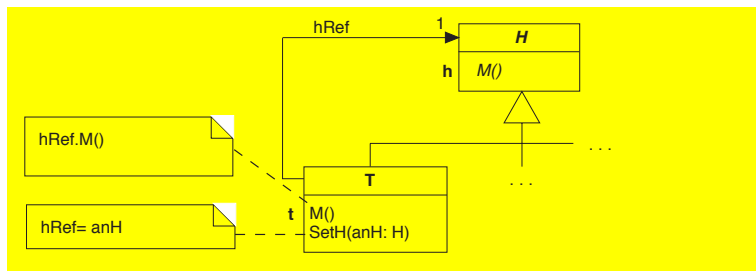 hRef
1
H
h
M()
hRef.M()
. . .
T
. . .
t
M()
hRef= anH
SetH(anH: H)